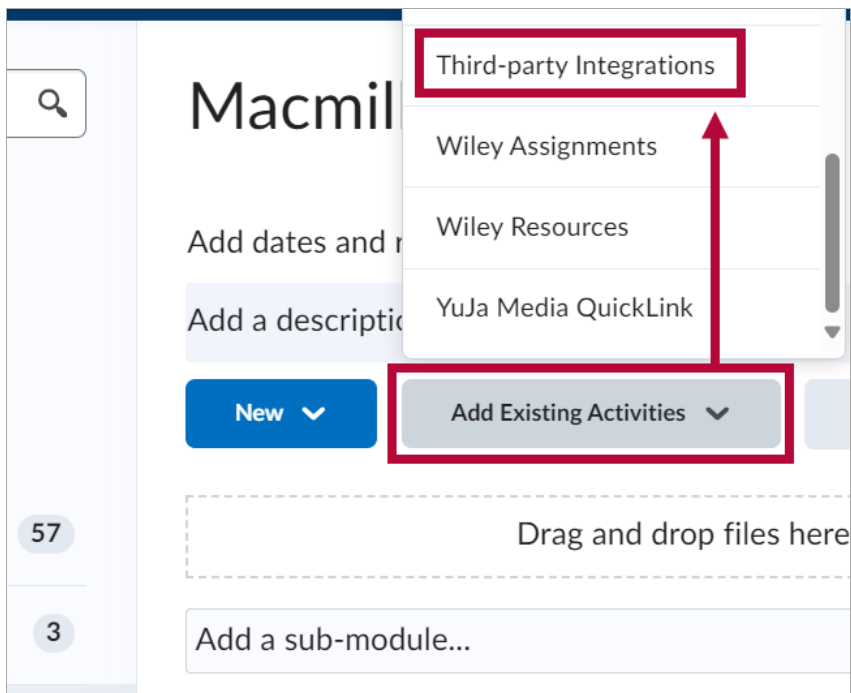 Third-party Integrations
Macmil
Wiley Assignments
Wiley Resources
Add dates and
YuJa Media QuickLink
Add a descriptio
New
Add Existing Activities
57
Drag and drop files here
3
Add a sub-module...